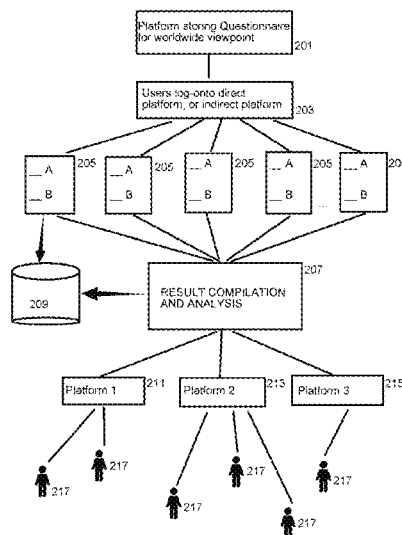 Platform storing Questionnaire
for worldwide viewpoint
201
Users log-onto direct
platform, or indirect platform
203
__ A
__ B
205
__ A
__ B
205
__ A
__ B
205
__ A
__ B
205
...
__ A
__ B
20
207
RESULT COMPILATION
AND ANALYSIS
209
Platform 1
211
Platform 2
213
Platform 3
215
217
217
217
217
217
217